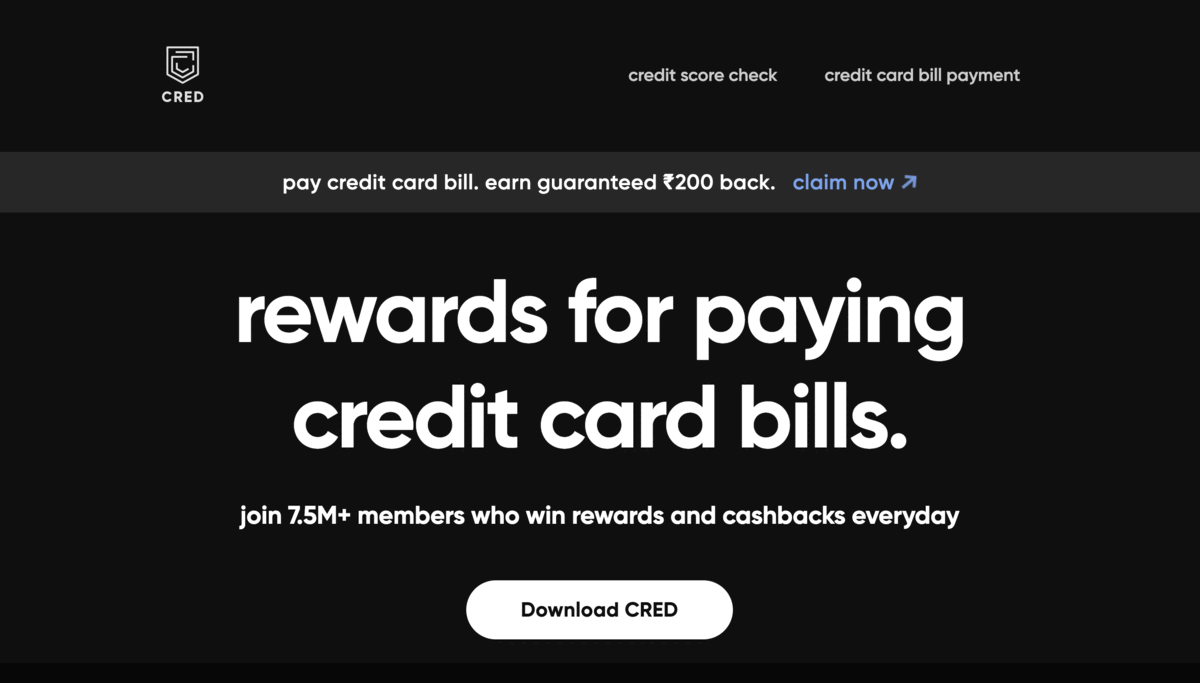 CRED
credit score check
credit card bill payment
pay credit card bill. earn guaranteed ₹200 back. claim now ↗
rewards for paying
credit card bills.
join 7.5M+ members who win rewards and cashbacks everyday
Download CRED